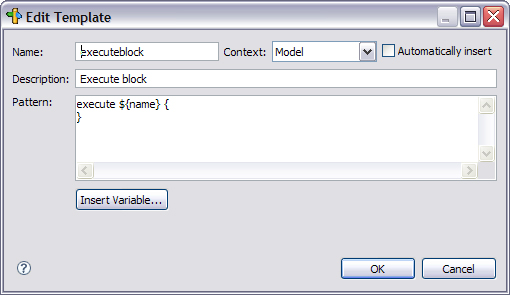 Edit Template
Name: executeblock Context: Model Automatically insert
Description: Execute block
Pattern: execute ${name} {
}
Insert Variable...
? OK Cancel